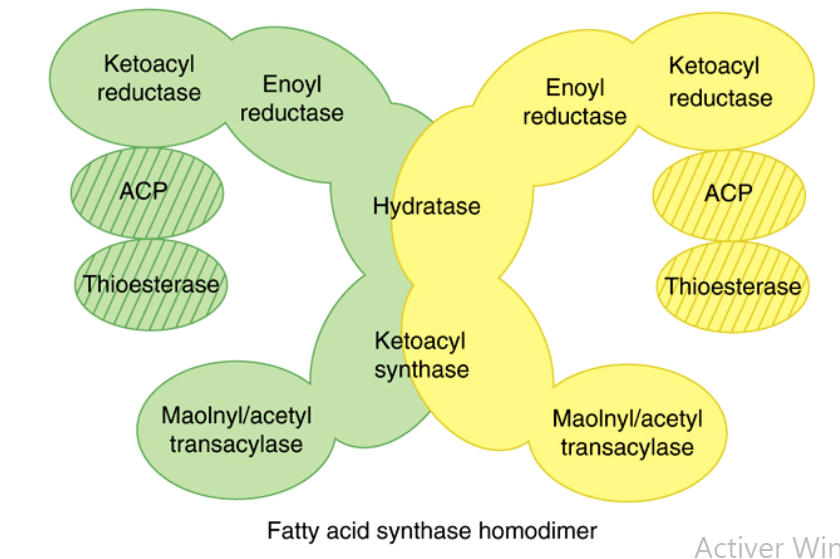 Ketoacyl
reductase
Enoyl
reductase
Enoyl
reductase
Ketoacyl
reductase
ACP
ACP
Hydratase
Thioesterase
Thioesterase
Ketoacyl
synthase
Maolnyl/acetyl
transacylase
Maolnyl/acetyl
transacylase
Fatty acid synthase homodimer
Activer Win